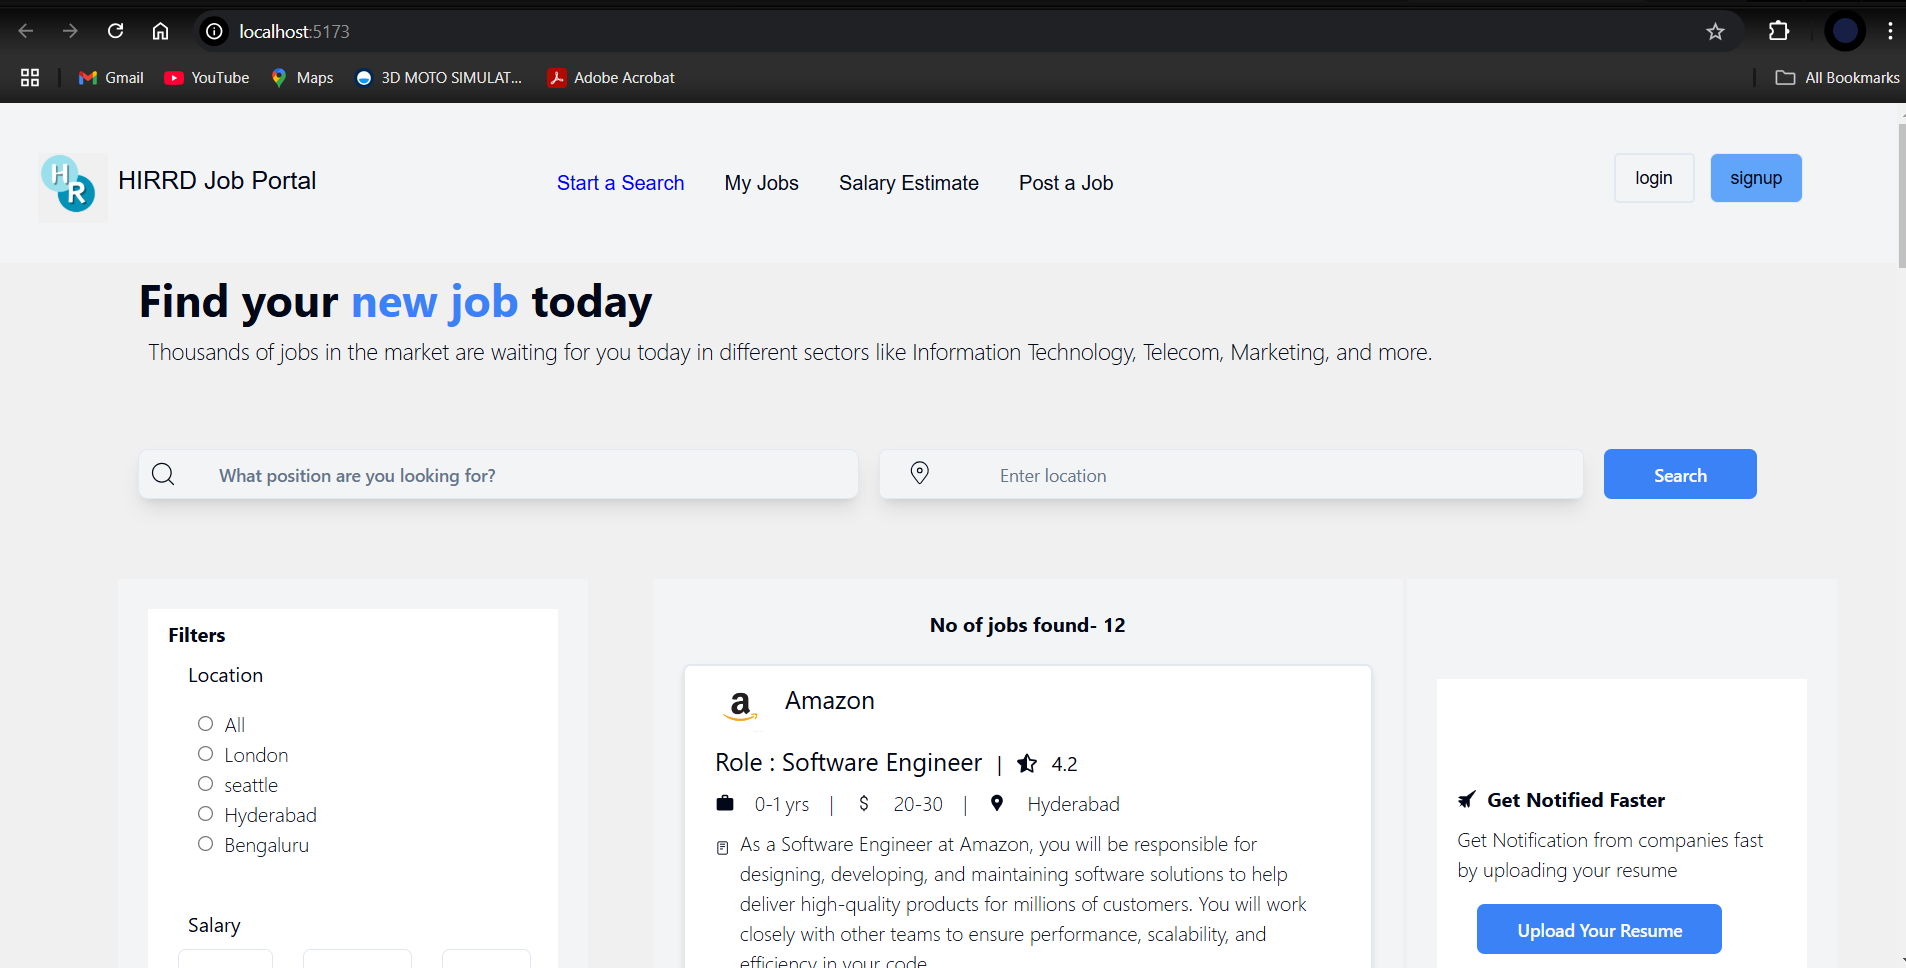 localhost:5173
Gmail YouTube Maps 3D MOTO SIMULAT... Adobe Acrobat All Bookmarks
HR HIRRD Job Portal Start a Search My Jobs Salary Estimate Post a Job login signup
Find your new job today
Thousands of jobs in the market are waiting for you today in different sectors like Information Technology, Telecom, Marketing, and more.
What position are you looking for? Enter location Search
Filters
Location
All
London
seattle
Hyderabad
Bengaluru
Salary
No of jobs found- 12
a Amazon
Role : Software Engineer | 4.2
0-1 yrs | $ 20-30 | Hyderabad
As a Software Engineer at Amazon, you will be responsible for
designing, developing, and maintaining software solutions to help
deliver high-quality products for millions of customers. You will work
closely with other teams to ensure performance, scalability, and
efficiency in your code.
Get Notified Faster
Get Notification from companies fast
by uploading your resume
Upload Your Resume